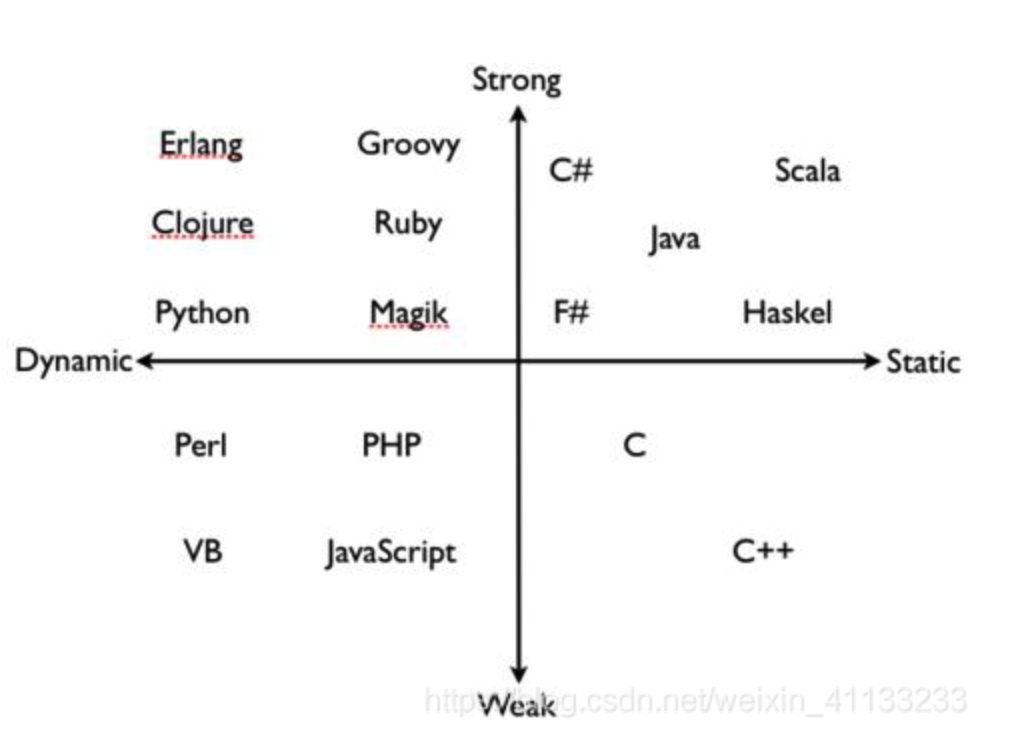 Strong
Erlang Groovy
C# Scala
Clojure Ruby
Java
Python Magik F# Haskel
Dynamic Static
Perl PHP C
VB JavaScript C++
Weak
https://blog.csdn.net/weixin_41133233